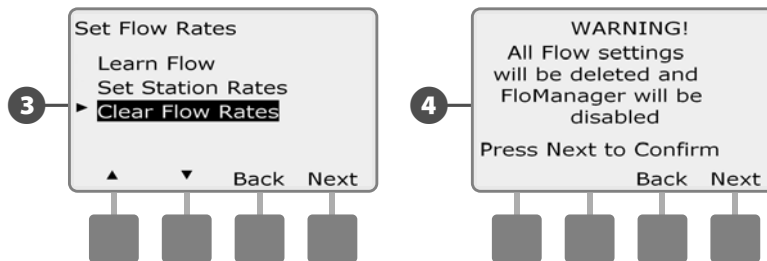 3
Set Flow Rates
Learn Flow
Set Station Rates
► Clear Flow Rates
▲ ▼ Back Next
4
WARNING!
All Flow settings
will be deleted and
FloManager will be
disabled
Press Next to Confirm
Back Next